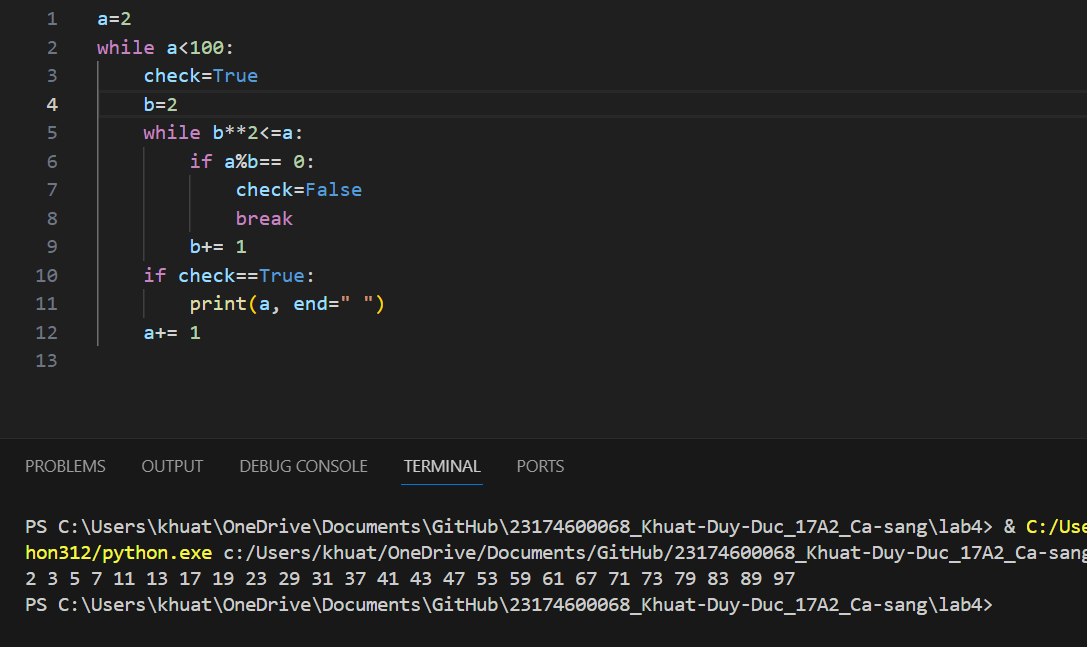 1 a=2
2 while a<100:
3     check=True
4     b=2
5     while b**2<=a:
6         if a%b== 0:
7             check=False
8             break
9         b+= 1
10     if check==True:
11         print(a, end=" ")
12     a+= 1
13
PROBLEMS OUTPUT DEBUG CONSOLE TERMINAL PORTS
PS C:\Users\khuat\OneDrive\Documents\GitHub\23174600068_Khuat-Duy-Duc_17A2_Ca-sang\lab4> & C:/Use
hon312/python.exe c:/Users/khuat/OneDrive/Documents/GitHub/23174600068_Khuat-Duy-Duc_17A2_Ca-sang
2 3 5 7 11 13 17 19 23 29 31 37 41 43 47 53 59 61 67 71 73 79 83 89 97
PS C:\Users\khuat\OneDrive\Documents\GitHub\23174600068_Khuat-Duy-Duc_17A2_Ca-sang\lab4>